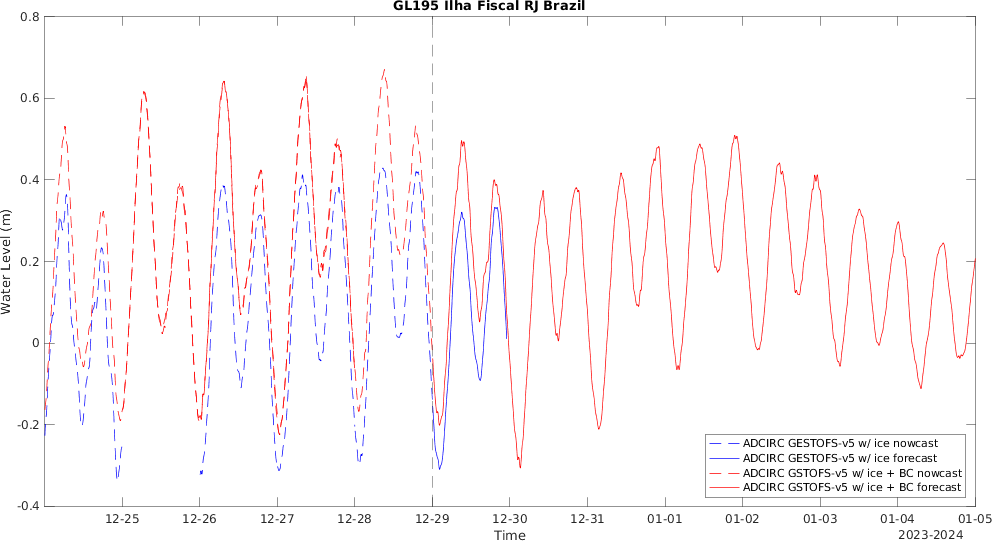 GL195 Ilha Fiscal RJ Brazil
0.8
0.6
0.4
0.2
0
-0.2
-0.4
Water Level (m)
ADCIRC GESTOFS-v5 w/ ice nowcast
ADCIRC GESTOFS-v5 w/ ice forecast
ADCIRC GSTOFS-v5 w/ ice + BC nowcast
ADCIRC GSTOFS-v5 w/ ice + BC forecast
12-25 12-26 12-27 12-28 12-29 12-30 12-31 01-01 01-02 01-03 01-04 01-05
Time
2023-2024